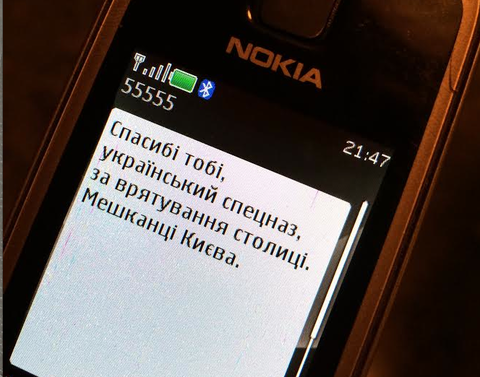 NOKIA
55555
21:47
Спасибі тобі,
український спецназ,
за врятування столиці.
Мешканці Києва.